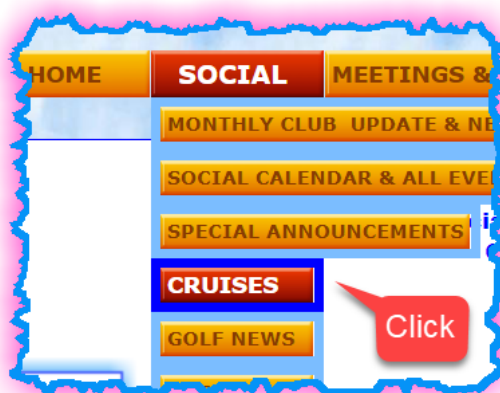 HOME SOCIAL MEETINGS &
MONTHLY CLUB UPDATE & NE
SOCIAL CALENDAR & ALL EVE
SPECIAL ANNOUNCEMENTS
CRUISES
Click
GOLF NEWS